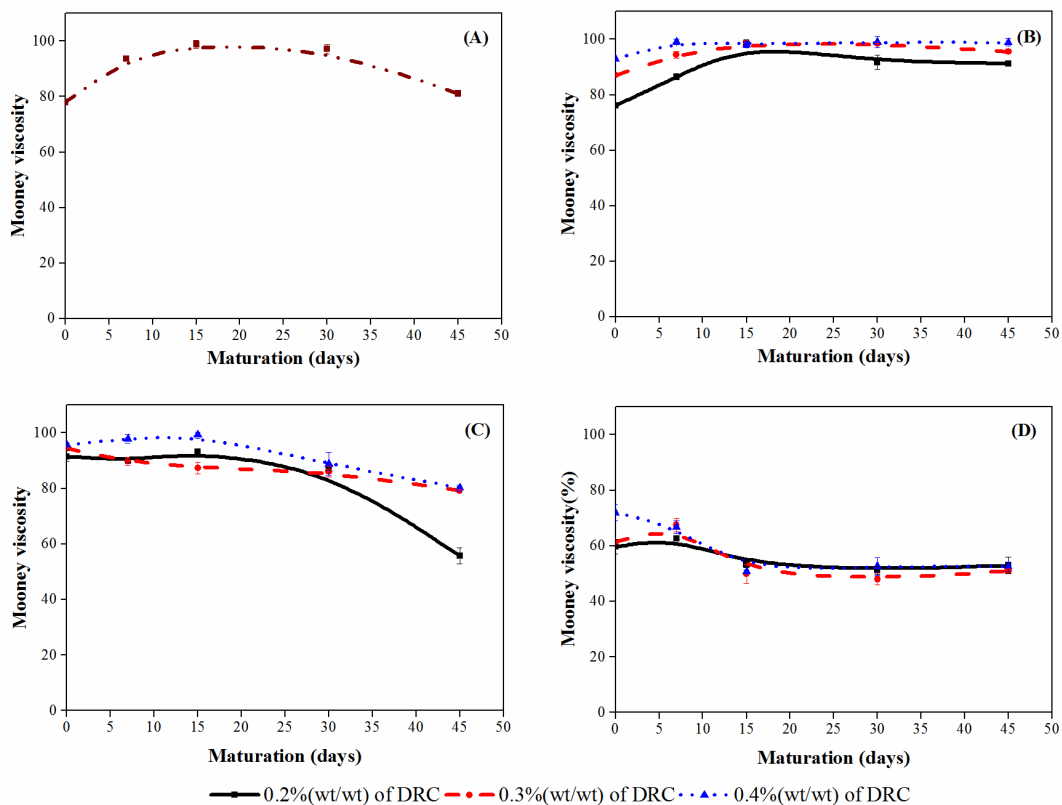 (A)
100
80
60
40
20
0
Mooney viscosity
0 5 10 15 20 25 30 35 40 45 50
Maturation (days)
(B)
100
80
60
40
20
0
Mooney viscosity
0 5 10 15 20 25 30 35 40 45 50
Maturation (days)
(C)
100
80
60
40
20
0
Mooney viscosity
0 5 10 15 20 25 30 35 40 45 50
Maturation (days)
(D)
100
80
60
40
20
0
Mooney viscosity(%)
0 5 10 15 20 25 30 35 40 45 50
Maturation (days)
0.2%(wt/wt) of DRC 0.3%(wt/wt) of DRC 0.4%(wt/wt) of DRC